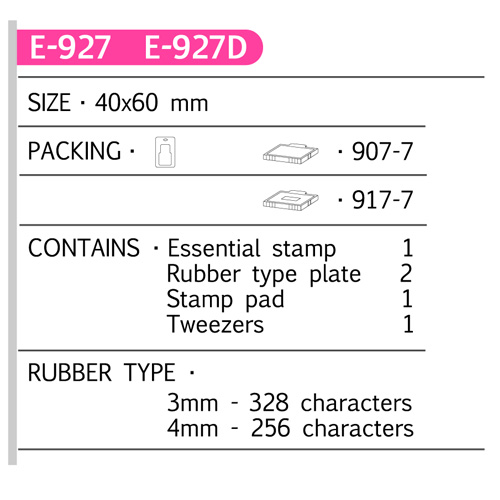 E-927 E-927D
SIZE · 40x60 mm
PACKING · · 907-7
· 917-7
CONTAINS · Essential stamp 1
Rubber type plate 2
Stamp pad 1
Tweezers 1
RUBBER TYPE ·
3mm - 328 characters
4mm - 256 characters